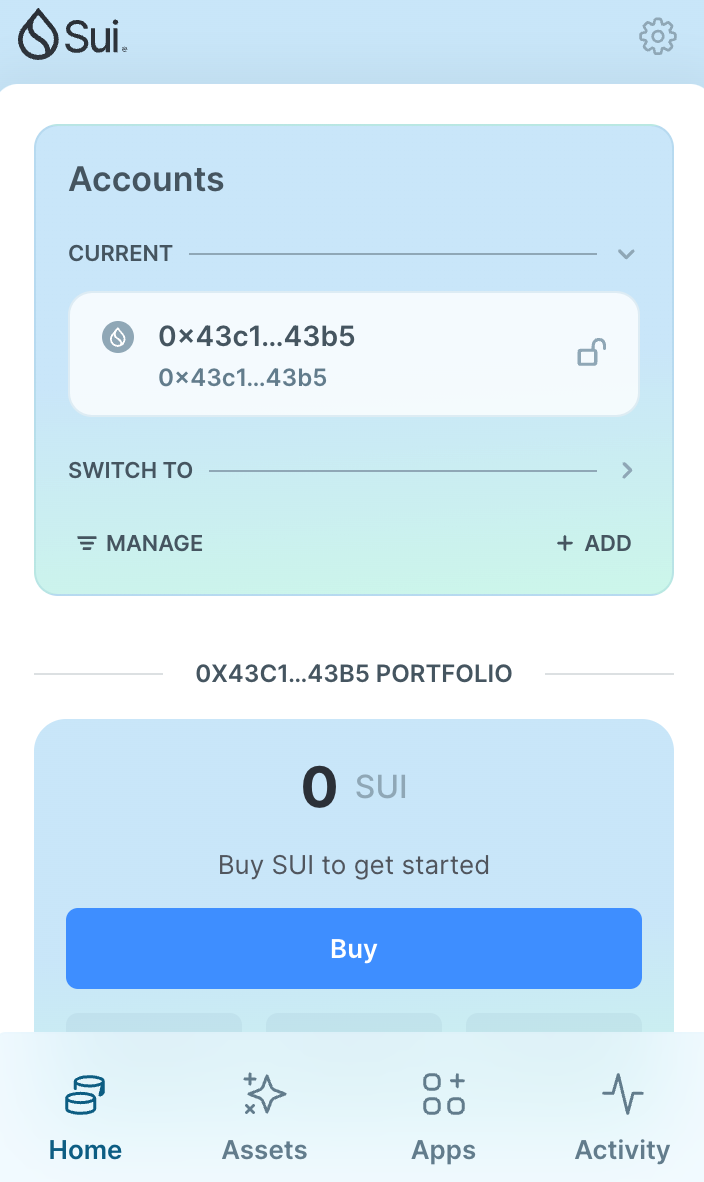 Sui
Accounts
CURRENT
0×43c1...43b5
0×43c1...43b5
SWITCH TO
MANAGE
+ ADD
0X43C1...43B5 PORTFOLIO
0 SUI
Buy SUI to get started
Buy
Home
Assets
Apps
Activity